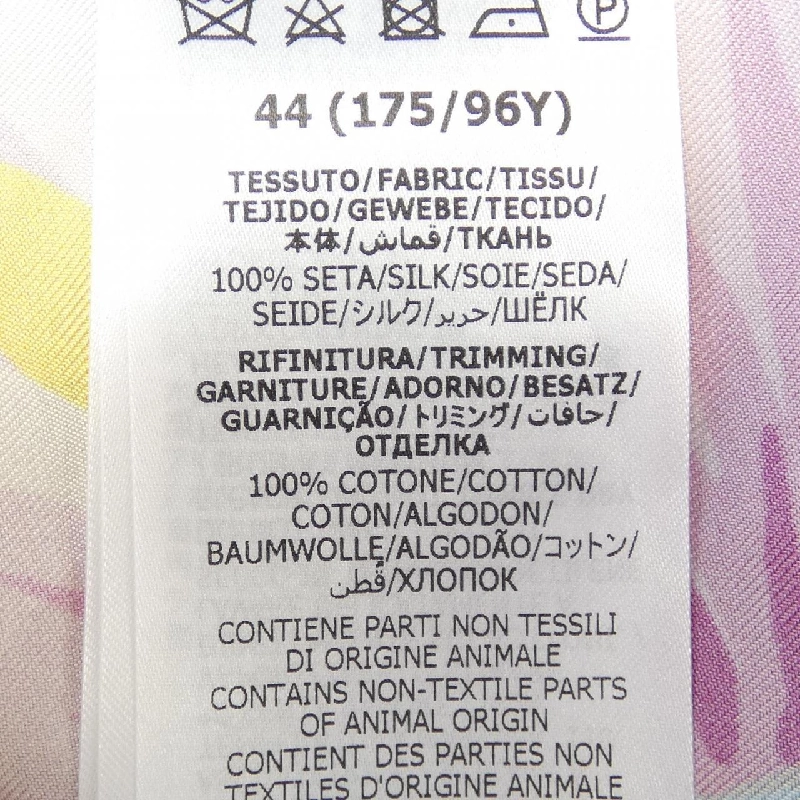 P
44 (175/96Y)
TESSUTO/FABRIC/TISSU/
TEJIDO/GEWEBE/TECIDO/
本体/قماش/ТКАНЬ
100% SETA/SILK/SOIE/SEDA/
SEIDE/シルク/حرير/ШЁЛК
RIFINITURA/TRIMMING/
GARNITURE/ADORNO/BESATZ/
GUARNIÇÃO/トリミング/حافات/
ОТДЕЛКА
100% COTONE/COTTON/
COTON/ALGODON/
BAUMWOLLE/ALGODÃO/コットン/
قُطن/ХЛОПОК
CONTIENE PARTI NON TESSILI
DI ORIGINE ANIMALE
CONTAINS NON-TEXTILE PARTS
OF ANIMAL ORIGIN
CONTIENT DES PARTIES NON
TEXTILES D'ORIGINE ANIMALE